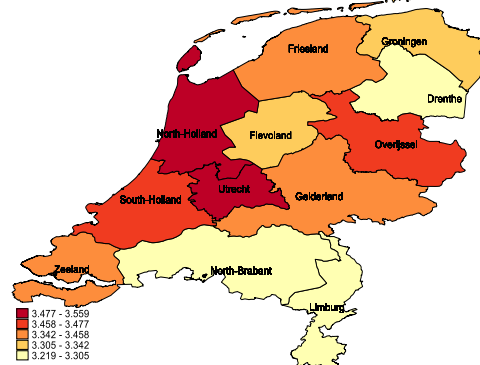 Groningen
Friesland
Drenthe
North-Holland
Flevoland
Overijssel
Utrecht
South-Holland
Gelderland
Zeeland
North-Brabant
Limburg
3.477 - 3.559
3.458 - 3.477
3.342 - 3.458
3.305 - 3.342
3.219 - 3.305